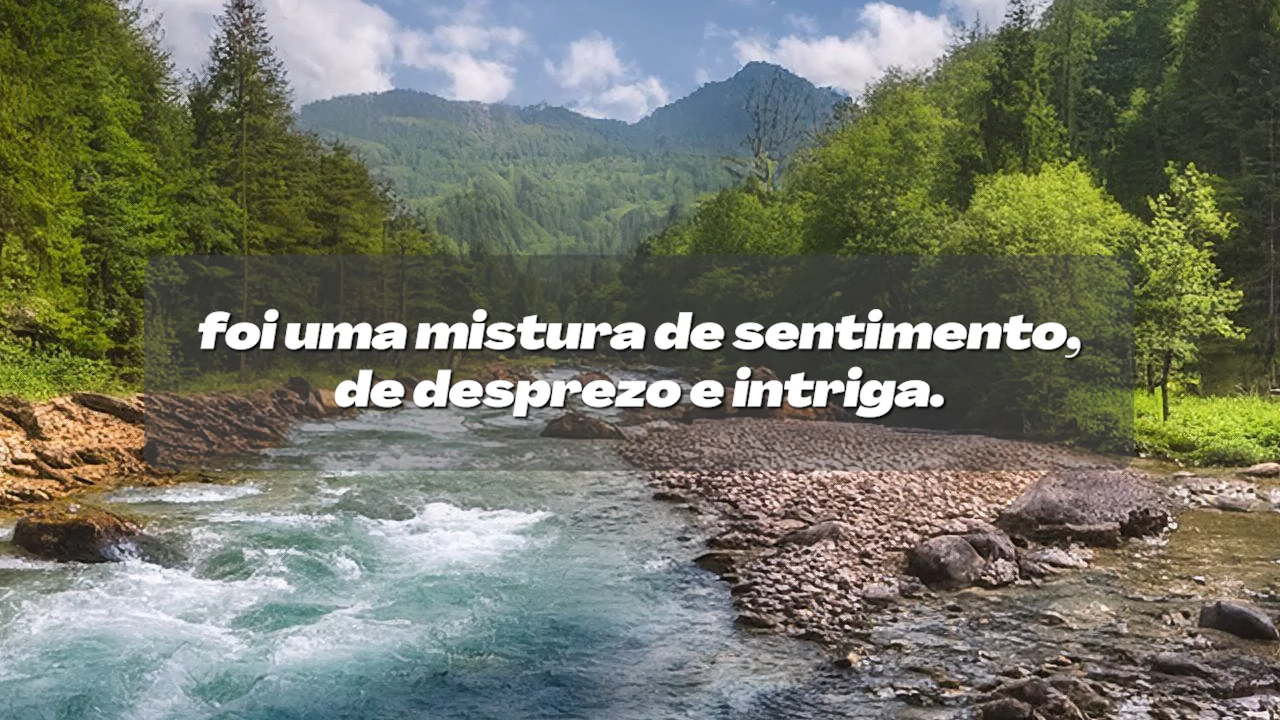 foi uma mistura de sentimento,
de desprezo e intriga.